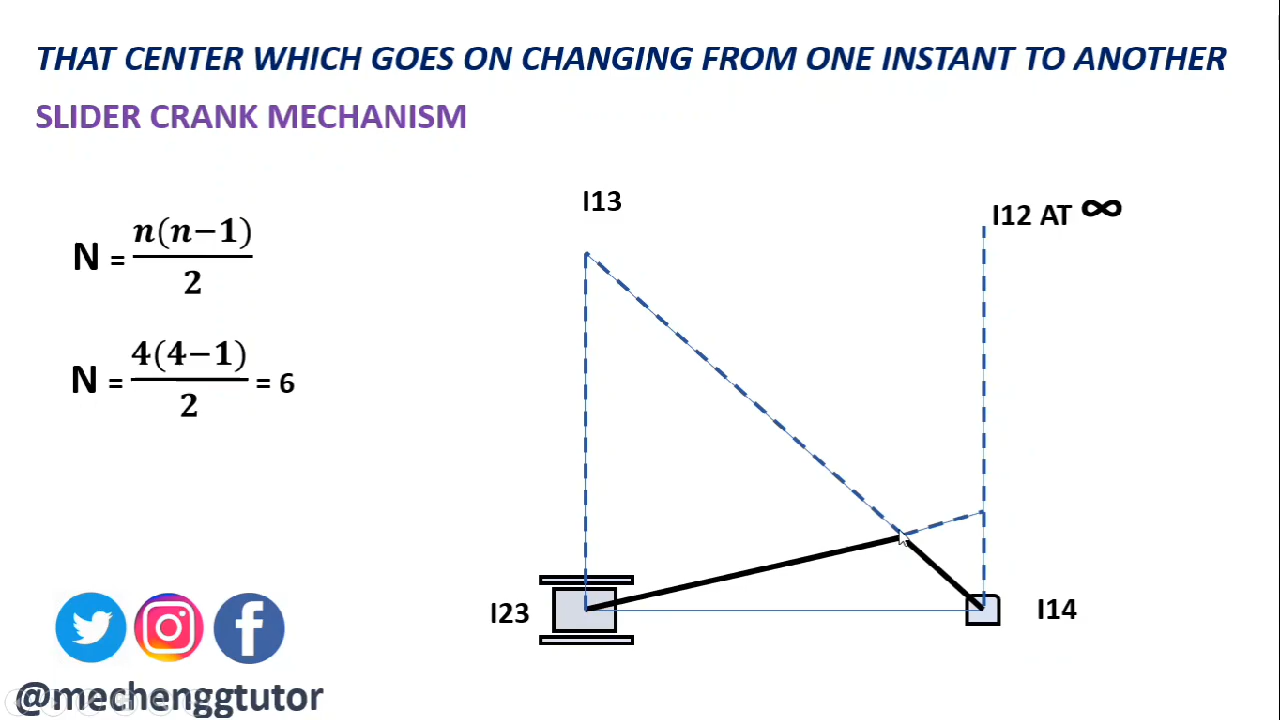 THAT CENTER WHICH GOES ON CHANGING FROM ONE INSTANT TO ANOTHER
SLIDER CRANK MECHANISM
I13
I12 AT ∞
N = n(n−1)/2
N = 4(4−1)/2 = 6
I23
I14
@mechenggtutor